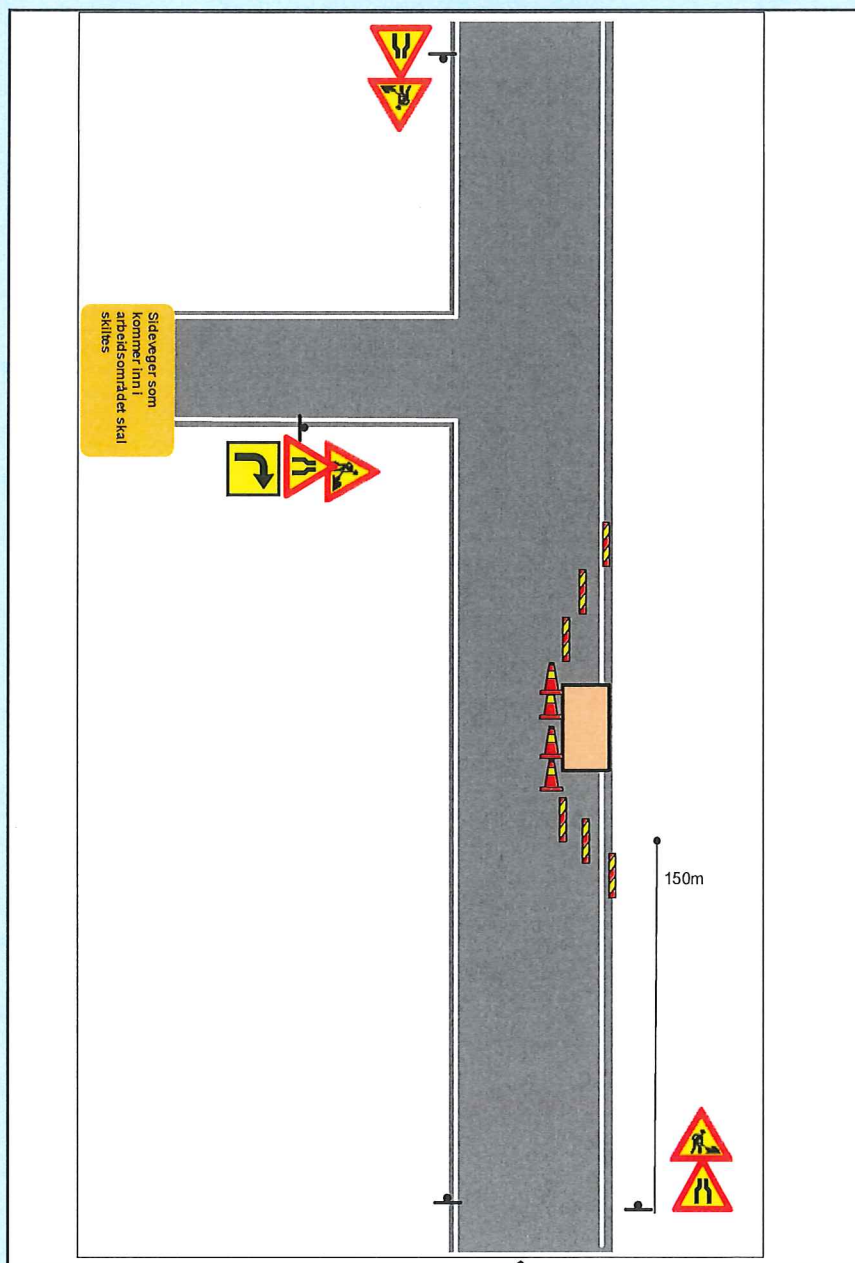 Sideveger som
kommer inn i
arbeidsområdet skal
skiltes
150m